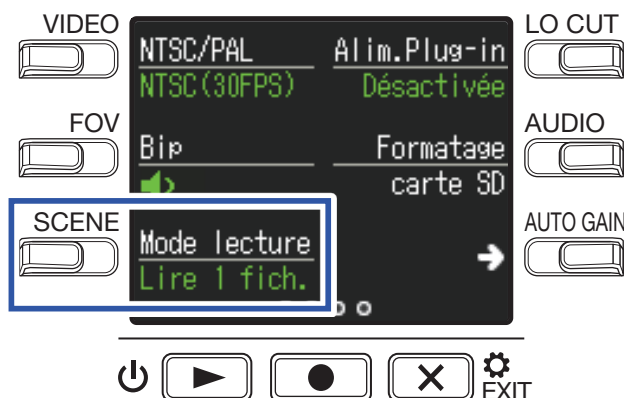 VIDEO
LO CUT
NTSC/PAL
Alim.Plug-in
NTSC(30FPS)
Désactivée
FOV
AUDIO
Bip
Formatage
carte SD
SCENE
AUTO GAIN
Mode lecture
Lire 1 fich.
EXIT